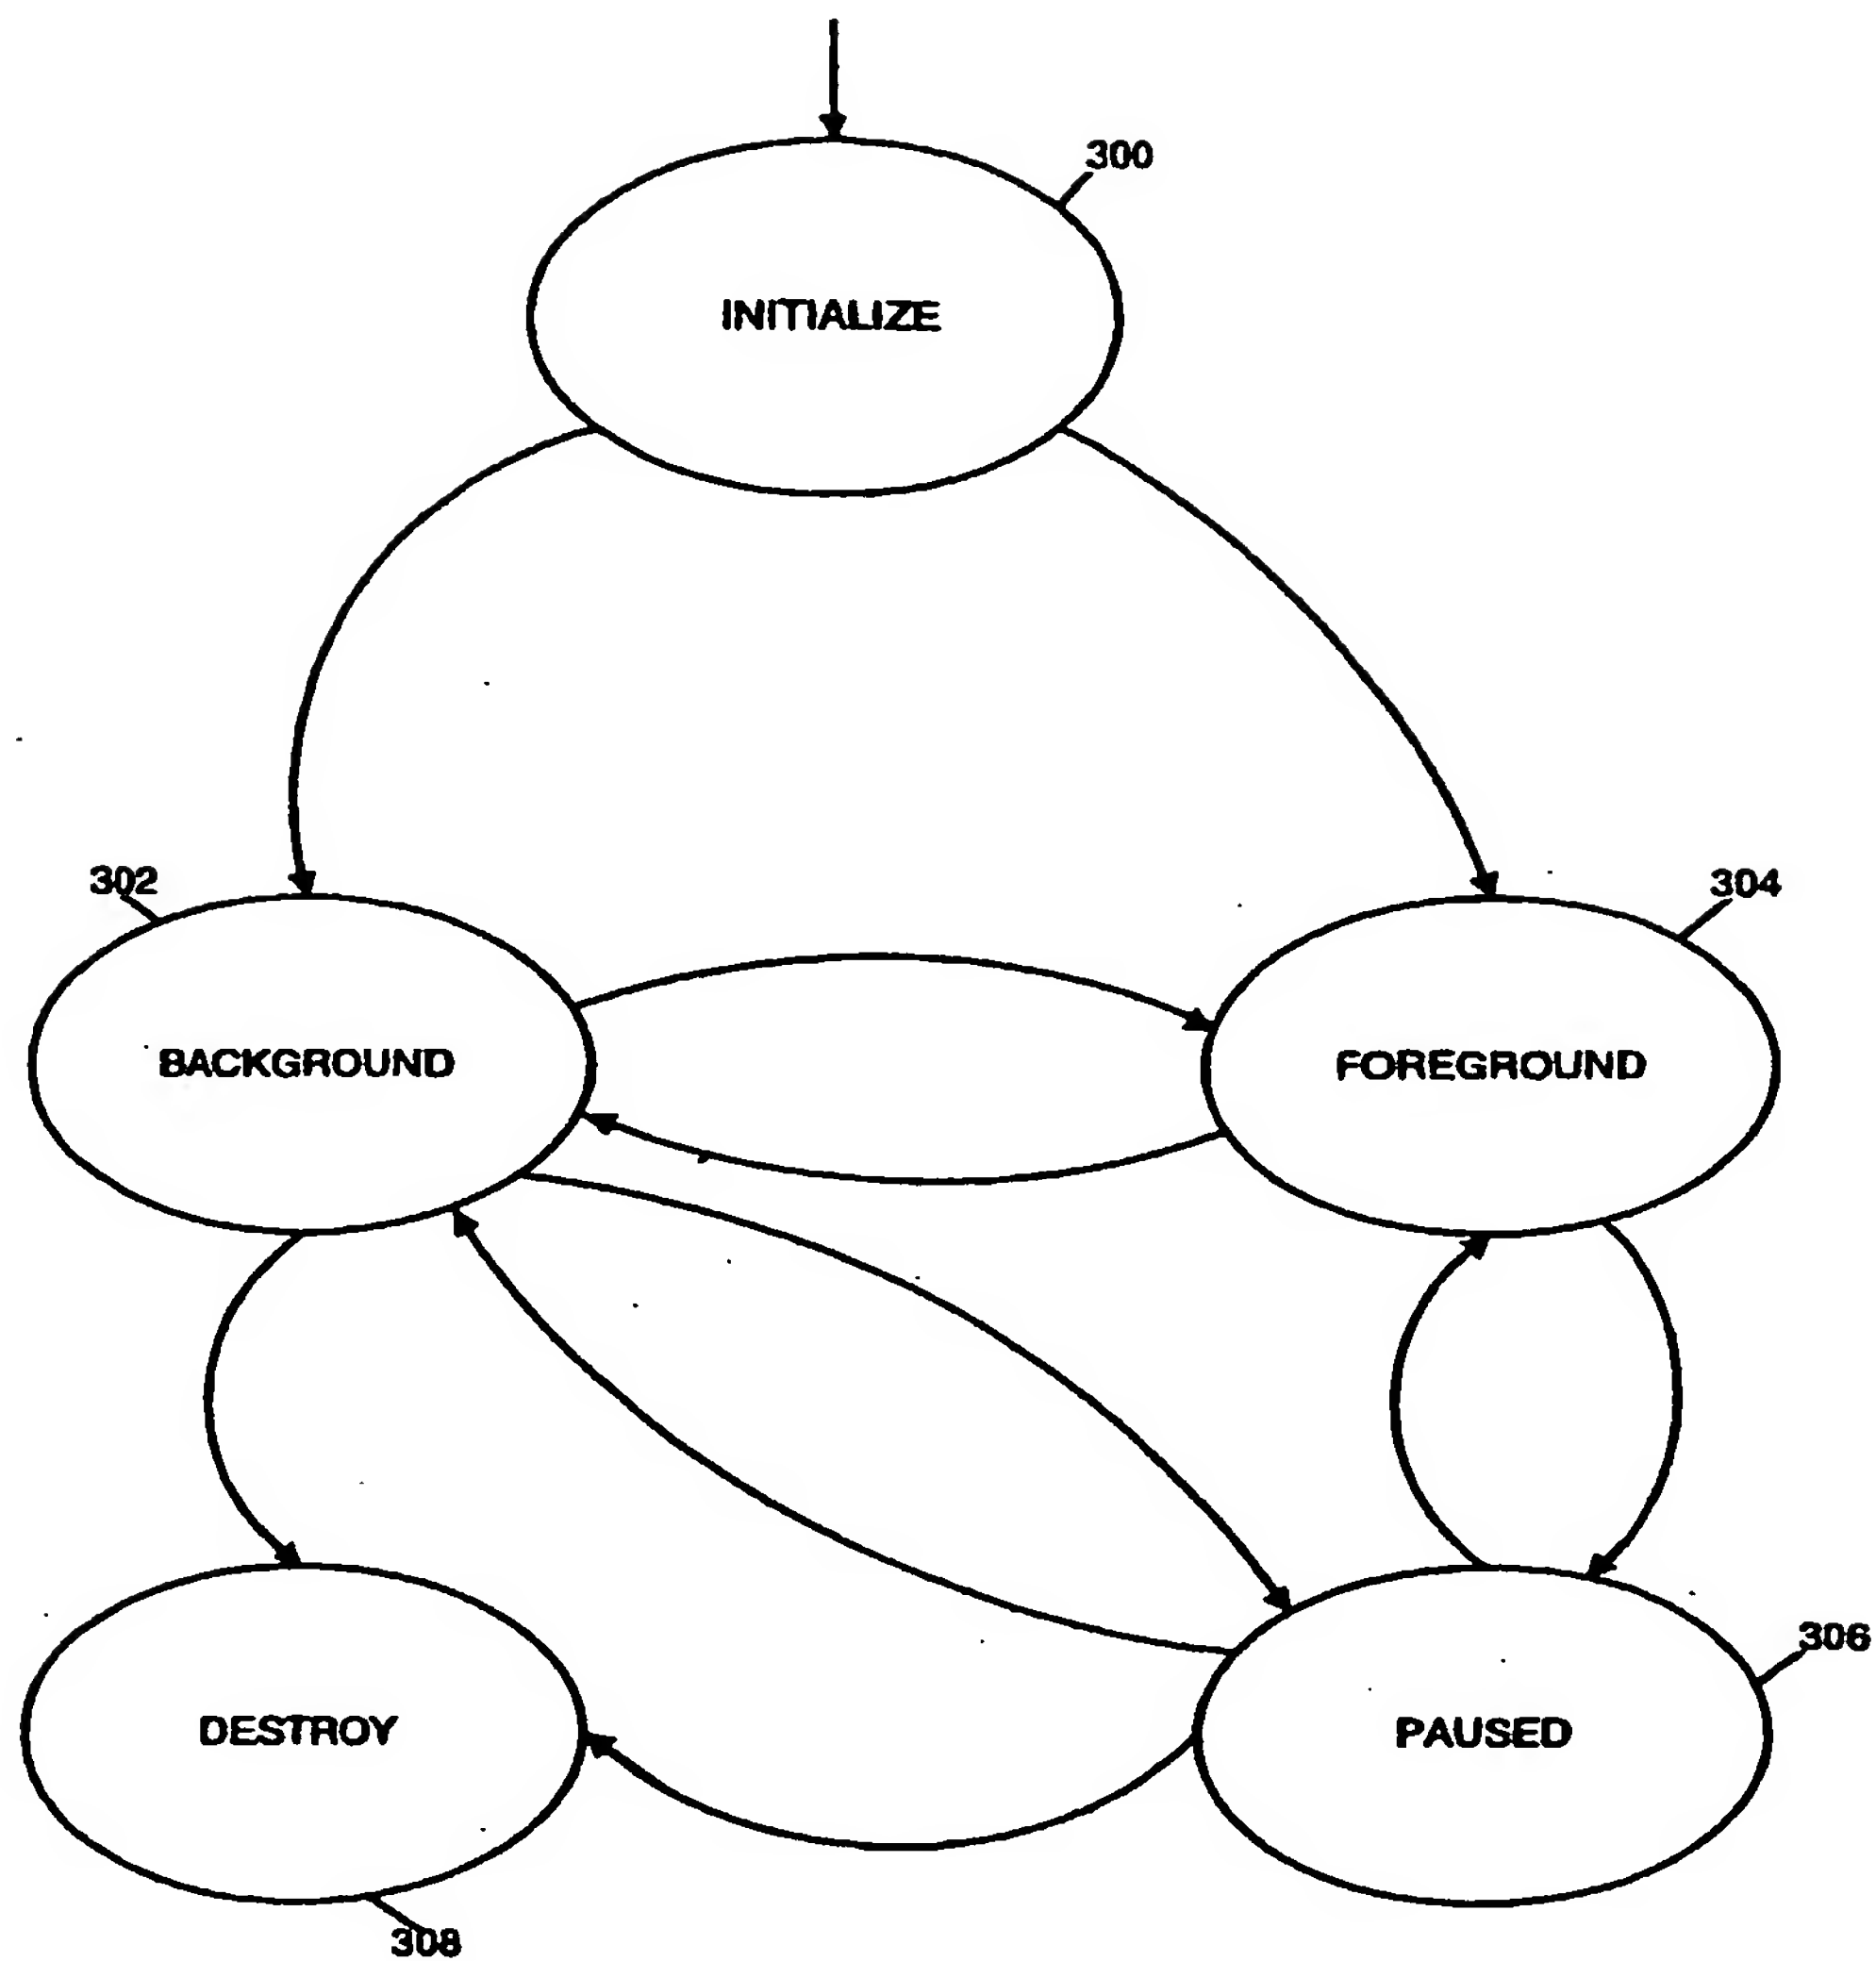 300
INITIALIZE
302
304
BACKGROUND
FOREGROUND
306
DESTROY
PAUSED
308